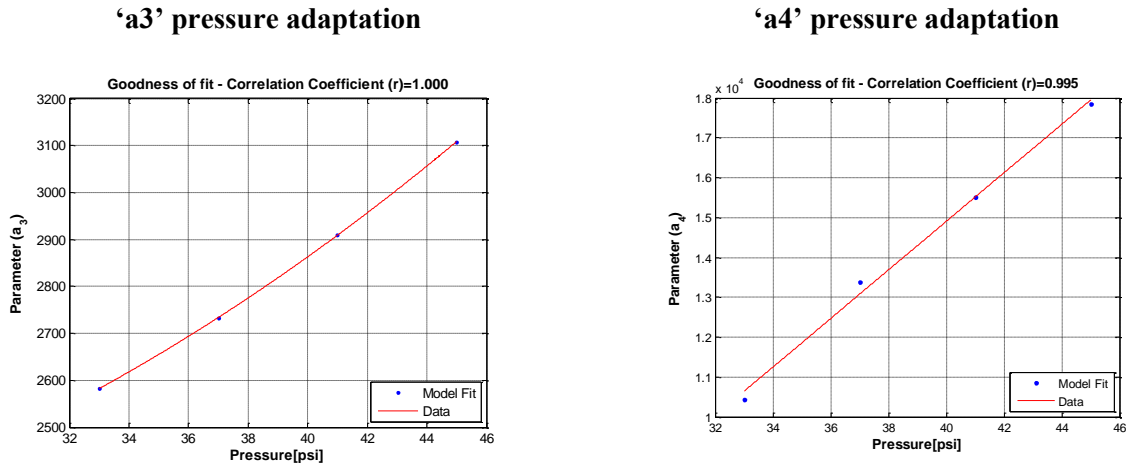 ‘a3’ pressure adaptation
‘a4’ pressure adaptation
Goodness of fit - Correlation Coefficient (r)=1.000
3200
3100
3000
2900
2800
2700
2600
2500
Parameter (a3)
32 34 36 38 40 42 44 46
Pressure[psi]
Model Fit
Data
Goodness of fit - Correlation Coefficient (r)=0.995
x 10^4
1.8
1.7
1.6
1.5
1.4
1.3
1.2
1.1
1
Parameter (a4)
32 34 36 38 40 42 44 46
Pressure[psi]
Model Fit
Data